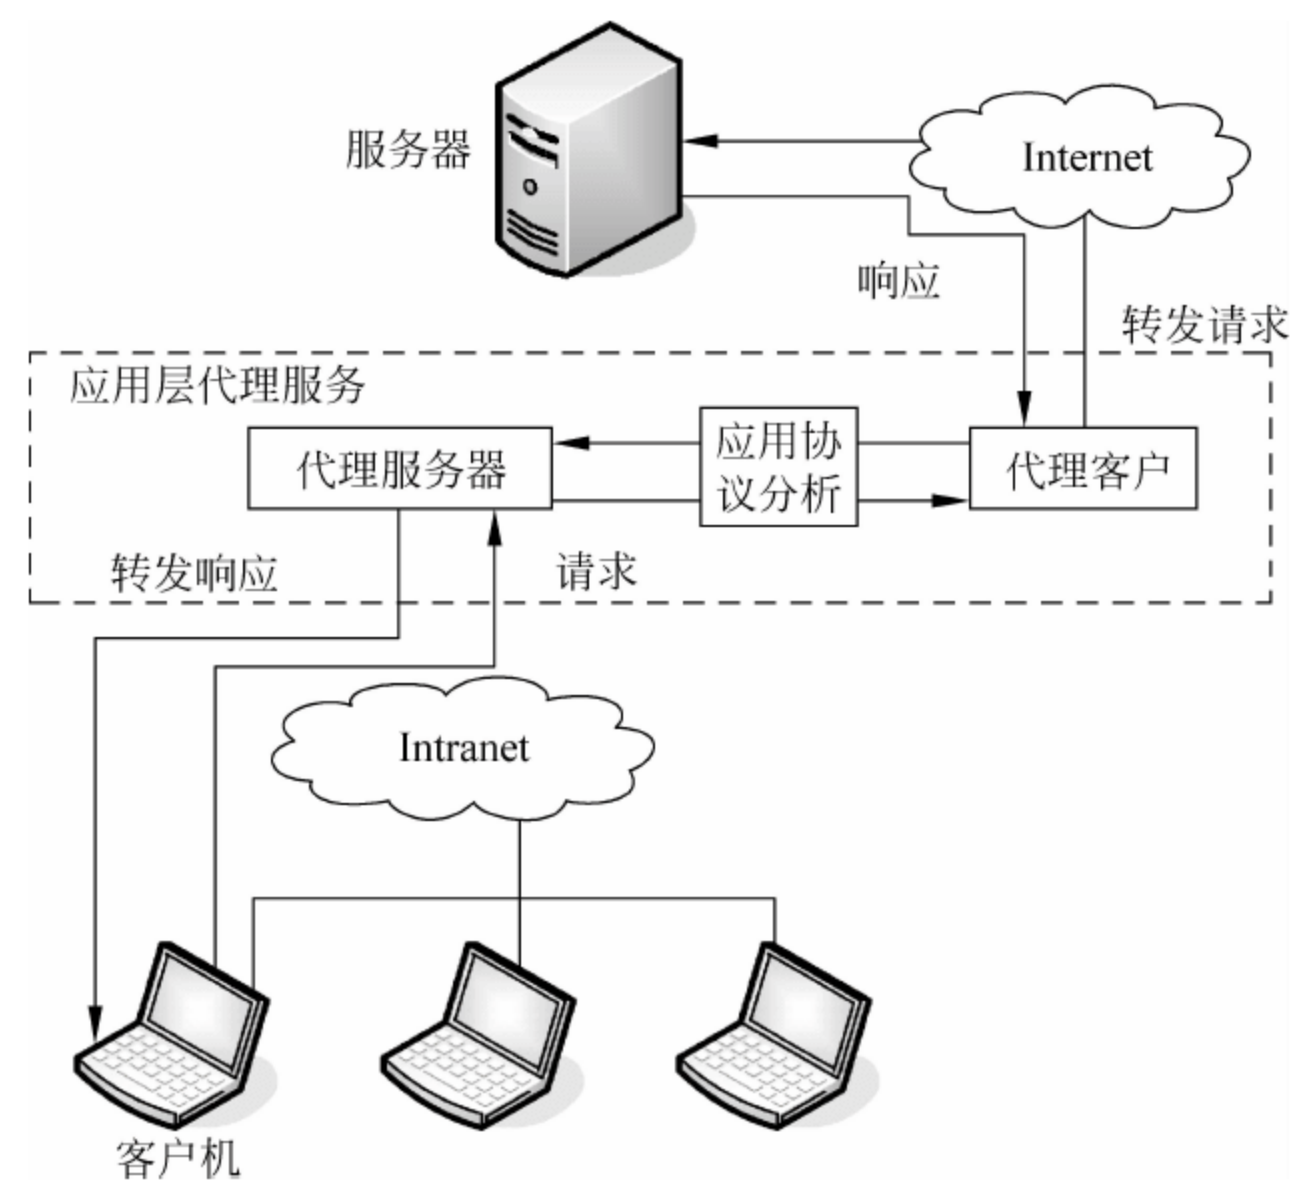 服务器
Internet
响应
转发请求
应用层代理服务
代理服务器
应用协
议分析
代理客户
转发响应
请求
Intranet
客户机